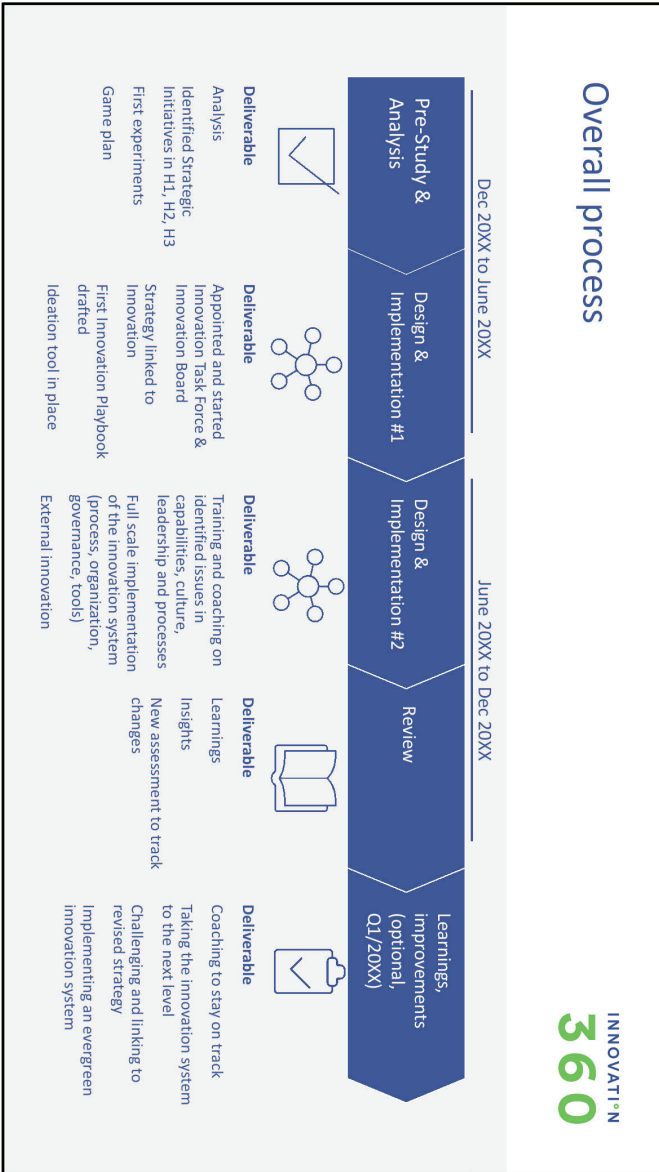 Overall process
INNOVATI°N
360
Dec 20XX to June 20XX
June 20XX to Dec 20XX
Pre-Study &
Analysis
Design &
Implementation #1
Design &
Implementation #2
Review
Learnings,
improvements
(optional,
Q1/20XX)
Deliverable
Analysis
Identified Strategic
Initiatives in H1, H2, H3
First experiments
Game plan
Deliverable
Appointed and started
Innovation Task Force &
Innovation Board
Strategy linked to
Innovation
First Innovation Playbook
drafted
Ideation tool in place
Deliverable
Training and coaching on
identified issues in
capabilities, culture,
leadership and processes
Full scale implementation
of the innovation system
(process, organization,
governance, tools)
External innovation
Deliverable
Learnings
Insights
New assessment to track
changes
Deliverable
Coaching to stay on track
Taking the innovation system
to the next level
Challenging and linking to
revised strategy
Implementing an evergreen
innovation system